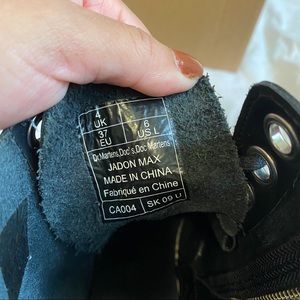 4 UK
6 US L
37 EU
Dr.Martens,Doc's,Doc Martens
JADON MAX
MADE IN CHINA
Fabriqué en Chine
CA004 SK 09 U